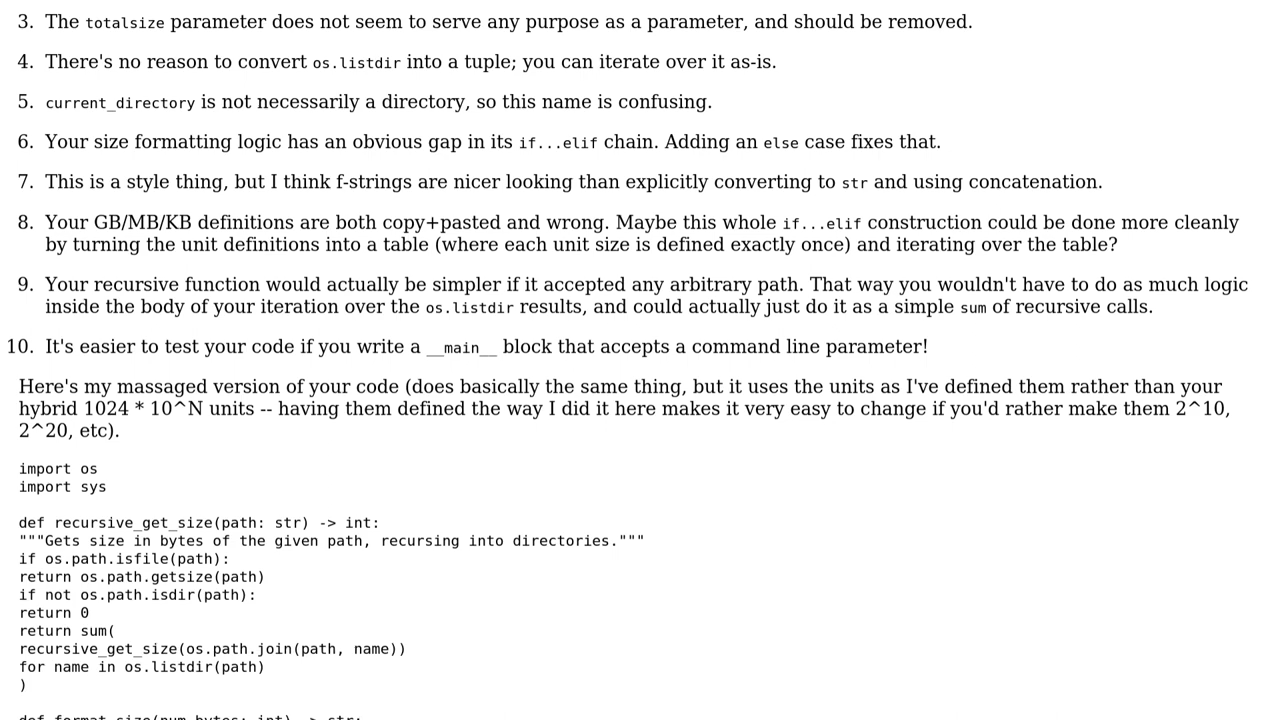 3. The totalsize parameter does not seem to serve any purpose as a parameter, and should be removed.
4. There's no reason to convert os.listdir into a tuple; you can iterate over it as-is.
5. current_directory is not necessarily a directory, so this name is confusing.
6. Your size formatting logic has an obvious gap in its if...elif chain. Adding an else case fixes that.
7. This is a style thing, but I think f-strings are nicer looking than explicitly converting to str and using concatenation.
8. Your GB/MB/KB definitions are both copy+pasted and wrong. Maybe this whole if...elif construction could be done more cleanly
by turning the unit definitions into a table (where each unit size is defined exactly once) and iterating over the table?
9. Your recursive function would actually be simpler if it accepted any arbitrary path. That way you wouldn't have to do as much logic
inside the body of your iteration over the os.listdir results, and could actually just do it as a simple sum of recursive calls.
10. It's easier to test your code if you write a __main__ block that accepts a command line parameter!
Here's my massaged version of your code (does basically the same thing, but it uses the units as I've defined them rather than your
hybrid 1024 * 10^N units -- having them defined the way I did it here makes it very easy to change if you'd rather make them 2^10,
2^20, etc).
import os
import sys
def recursive_get_size(path: str) -> int:
"""Gets size in bytes of the given path, recursing into directories."""
if os.path.isfile(path):
return os.path.getsize(path)
if not os.path.isdir(path):
return 0
return sum(
recursive_get_size(os.path.join(path, name))
for name in os.listdir(path)
)
def format_size(num_bytes: int) -> str: